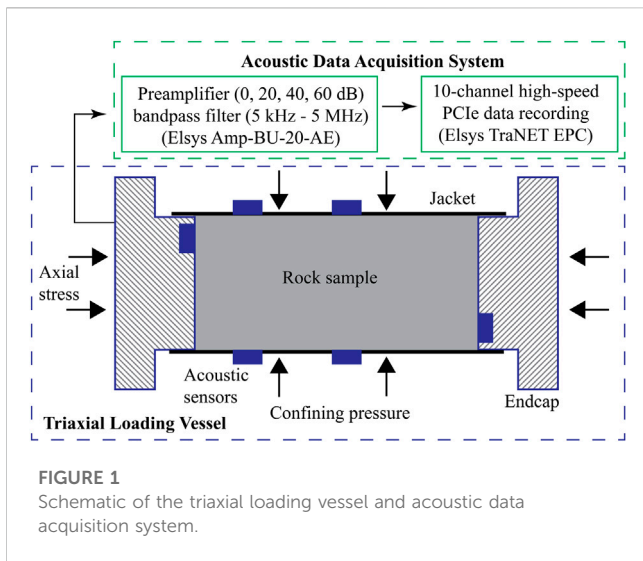 Acoustic Data Acquisition System
Preamplifier (0, 20, 40, 60 dB)
bandpass filter (5 kHz - 5 MHz)
(Elsys Amp-BU-20-AE)
10-channel high-speed
PCIe data recording
(Elsys TraNET EPC)
Jacket
Axial
stress
Rock sample
Acoustic
sensors
Confining pressure
Endcap
Triaxial Loading Vessel
FIGURE 1
Schematic of the triaxial loading vessel and acoustic data
acquisition system.